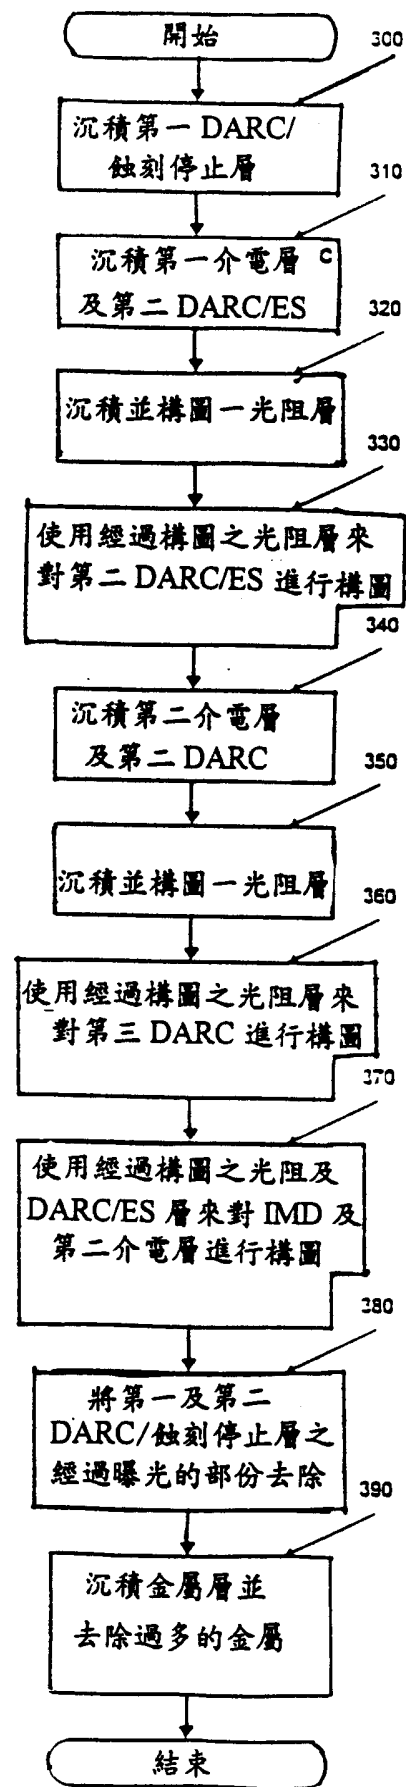 開始
300
沉積第一 DARC/
蝕刻停止層
310
沉積第一介電層 C
及第二 DARC/ES
320
沉積並構圖一光阻層
330
使用經過構圖之光阻層來
對第二 DARC/ES 進行構圖
340
沉積第二介電層
及第二 DARC
350
沉積並構圖一光阻層
360
使用經過構圖之光阻層來
對第三 DARC 進行構圖
370
使用經過構圖之光阻及
DARC/ES 層來對 IMD 及
第二介電層進行構圖
380
將第一及第二
DARC/蝕刻停止層之
經過曝光的部份去除
390
沉積金屬層並
去除過多的金屬
結束